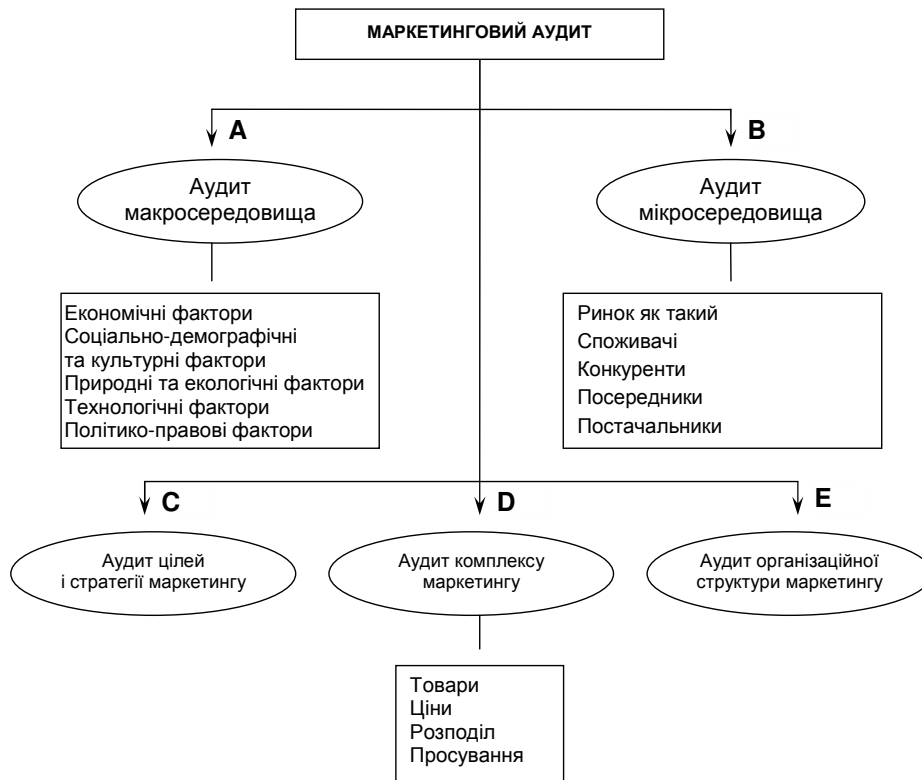 МАРКЕТИНГОВИЙ АУДИТ
A
B
Аудит
макросередовища
Аудит
мікросередовища
Економічні фактори
Соціально-демографічні
та культурні фактори
Природні та екологічні фактори
Технологічні фактори
Політико-правові фактори
Ринок як такий
Споживачі
Конкуренти
Посередники
Постачальники
C
D
E
Аудит цілей
і стратегії маркетингу
Аудит комплексу
маркетингу
Аудит організаційної
структури маркетингу
Товари
Ціни
Розподіл
Просування